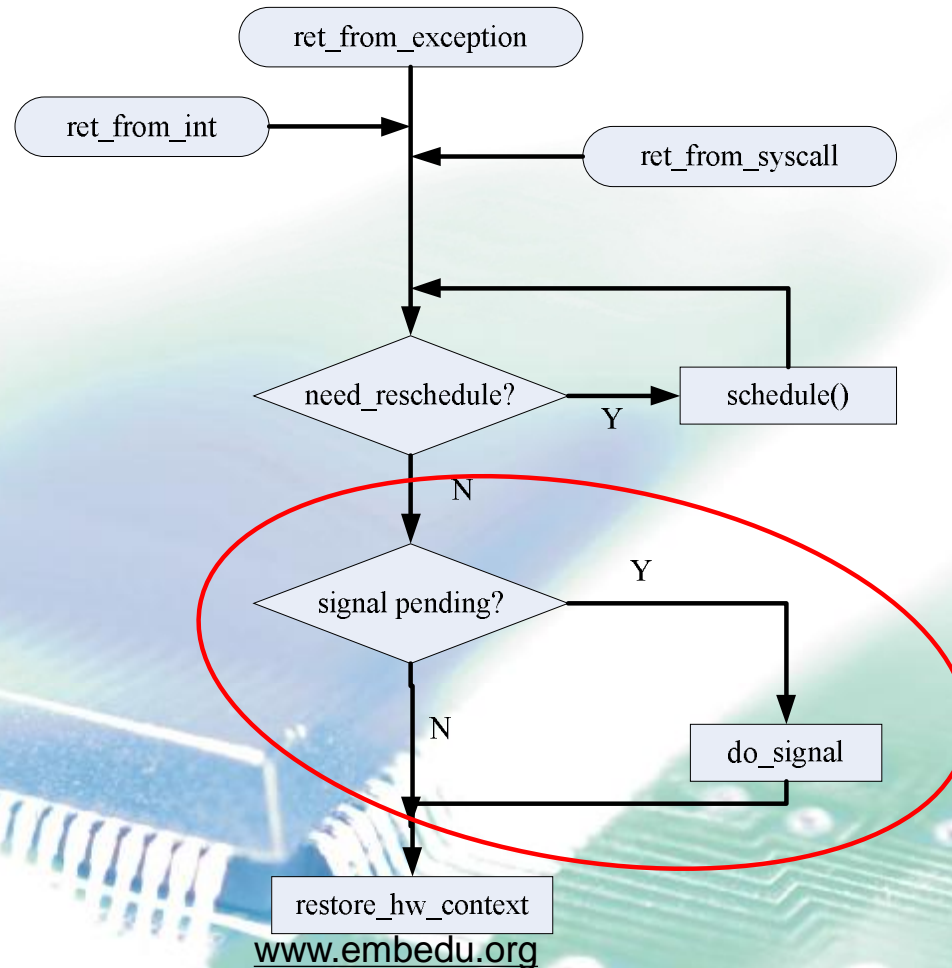 ret_from_exception
ret_from_int
ret_from_syscall
need_reschedule?
Y
schedule()
N
signal pending?
Y
N
do_signal
restore_hw_context
www.embedu.org